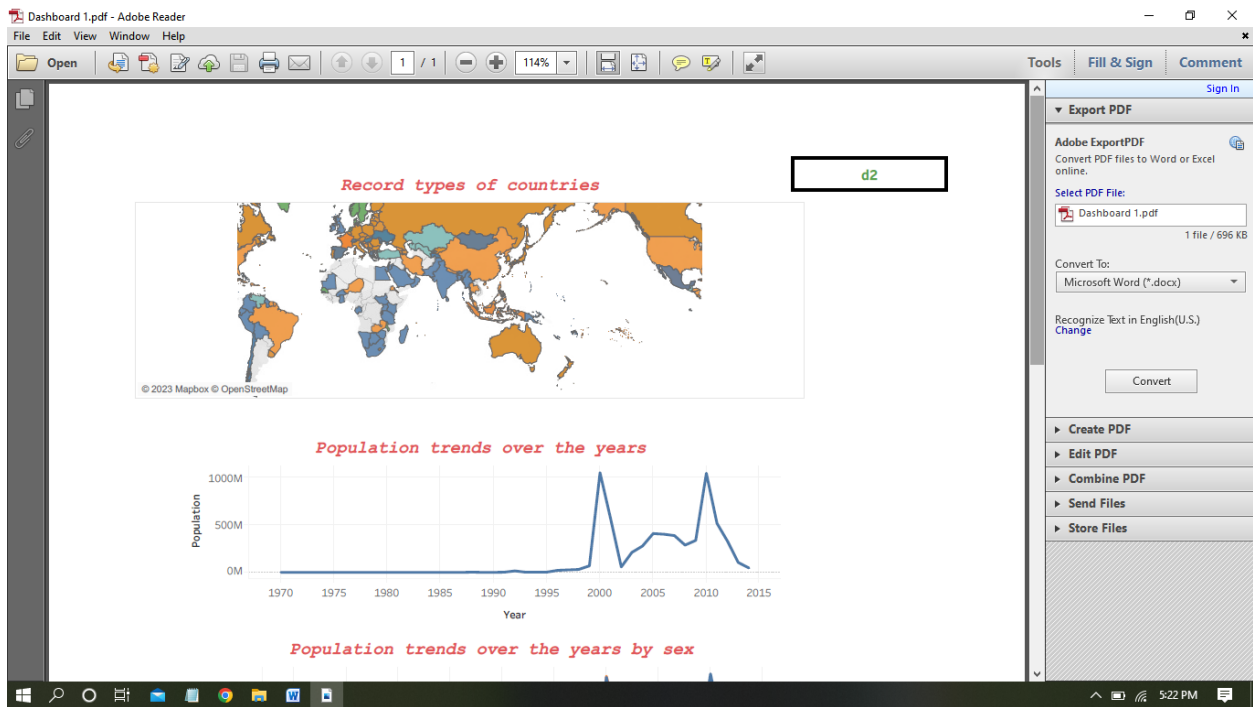 Dashboard 1.pdf - Adobe Reader
File Edit View Window Help
Open 1 / 1 114% Tools Fill & Sign Comment
Sign In
Export PDF
Adobe ExportPDF
Convert PDF files to Word or Excel
online.
Select PDF File:
Dashboard 1.pdf
1 file / 696 KB
Convert To:
Microsoft Word (*.docx)
Recognize Text in English(U.S.)
Change
Convert
Create PDF
Edit PDF
Combine PDF
Send Files
Store Files
d2
Record types of countries
© 2023 Mapbox © OpenStreetMap
Population trends over the years
Population
1000M
500M
0M
1970 1975 1980 1985 1990 1995 2000 2005 2010 2015
Year
Population trends over the years by sex
5:22 PM